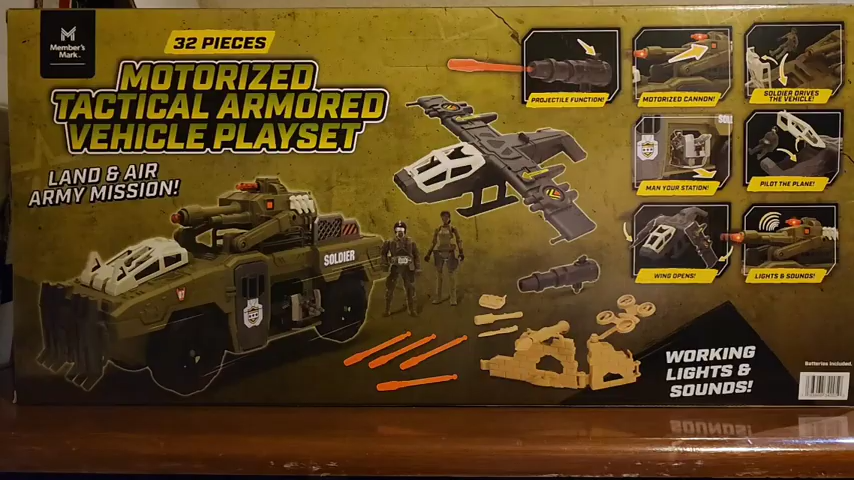 Member's
Mark
32 PIECES
MOTORIZED
TACTICAL ARMORED
VEHICLE PLAYSET
LAND & AIR
ARMY MISSION!
SOLDIER
PROJECTILE FUNCTION!
MOTORIZED CANNON!
SOLDIER DRIVES
THE VEHICLE!
MAN YOUR STATION!
PILOT THE PLANE!
WING OPENS!
LIGHTS & SOUNDS!
WORKING
LIGHTS &
SOUNDS!
Batteries included.